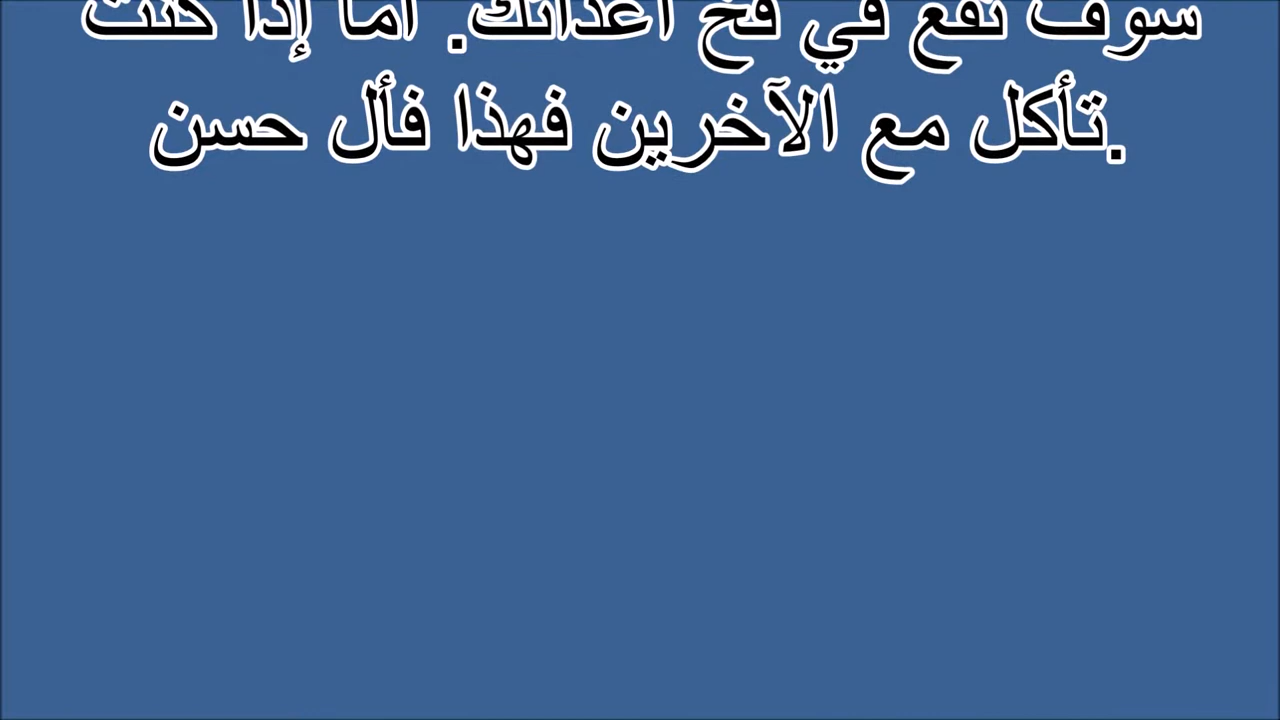 سوف تقع في فخ أعدائك. أما إذا كنت
تأكل مع الآخرين فهذا فأل حسن.